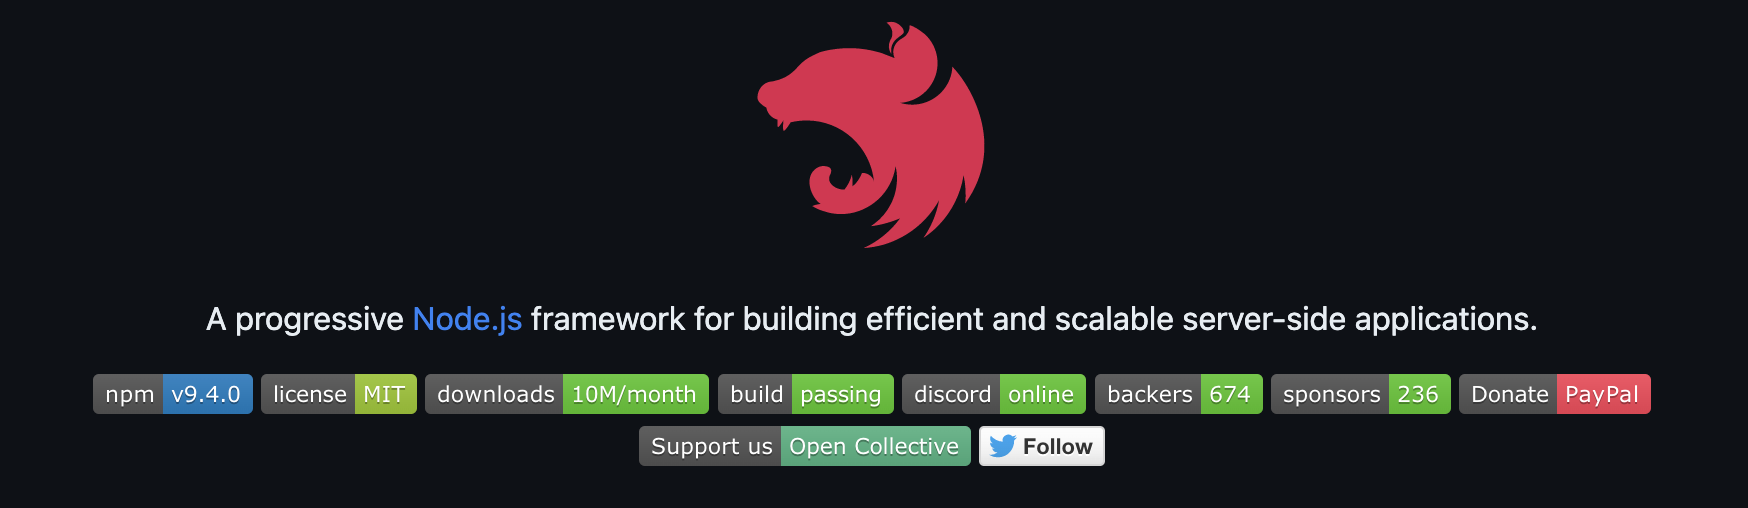 A progressive Node.js framework for building efficient and scalable server-side applications.
npm v9.4.0 license MIT downloads 10M/month build passing discord online backers 674 sponsors 236 Donate PayPal
Support us Open Collective Follow